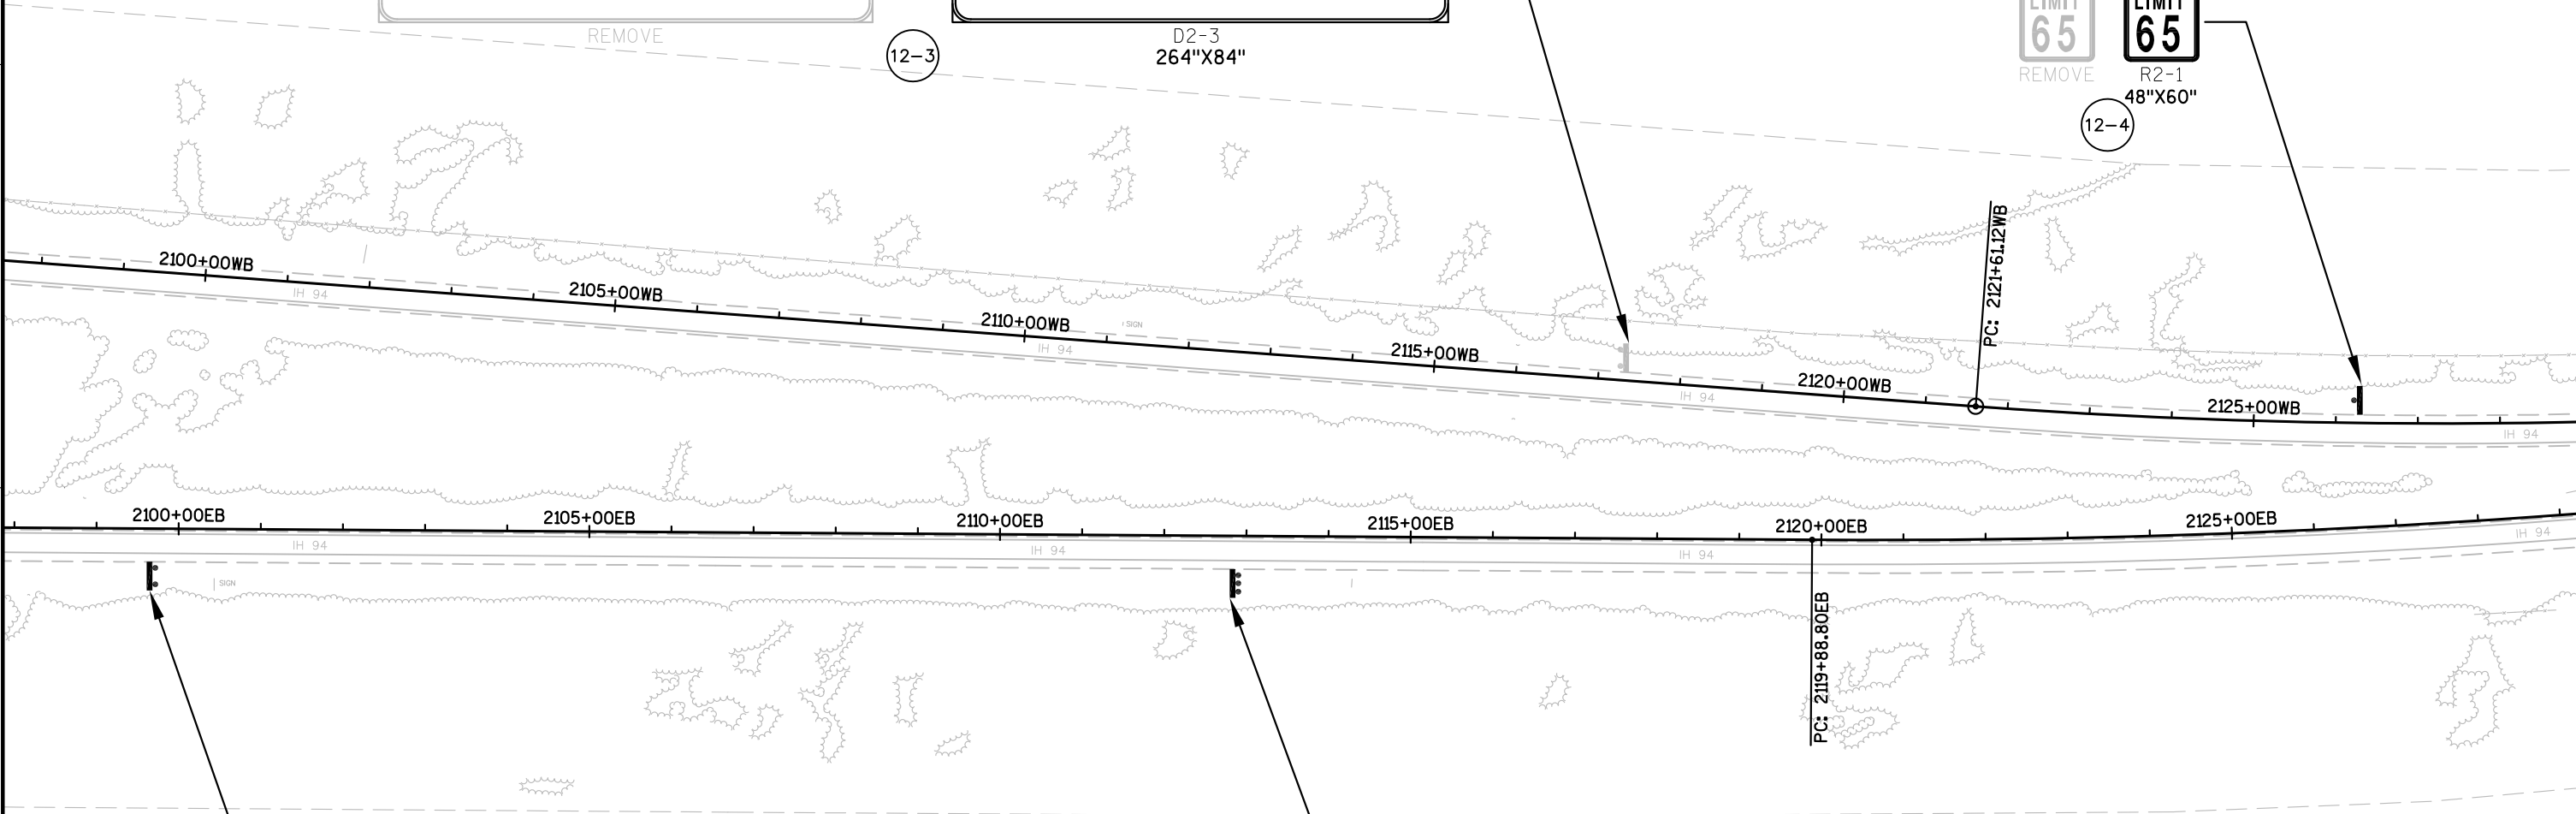 REMOVE
D2-3
264"X84"
12-3
LIMIT
65
LIMIT
65
REMOVE
R2-1
48"X60"
12-4
PC: 2121+61.12WB
2100+00WB
2105+00WB
2110+00WB
2115+00WB
2120+00WB
2125+00WB
IH 94
SIGN
IH 94
IH 94
IH 94
2100+00EB
2105+00EB
2110+00EB
2115+00EB
2120+00EB
2125+00EB
IH 94
IH 94
IH 94
IH 94
SIGN
PC: 2119+88.80EB